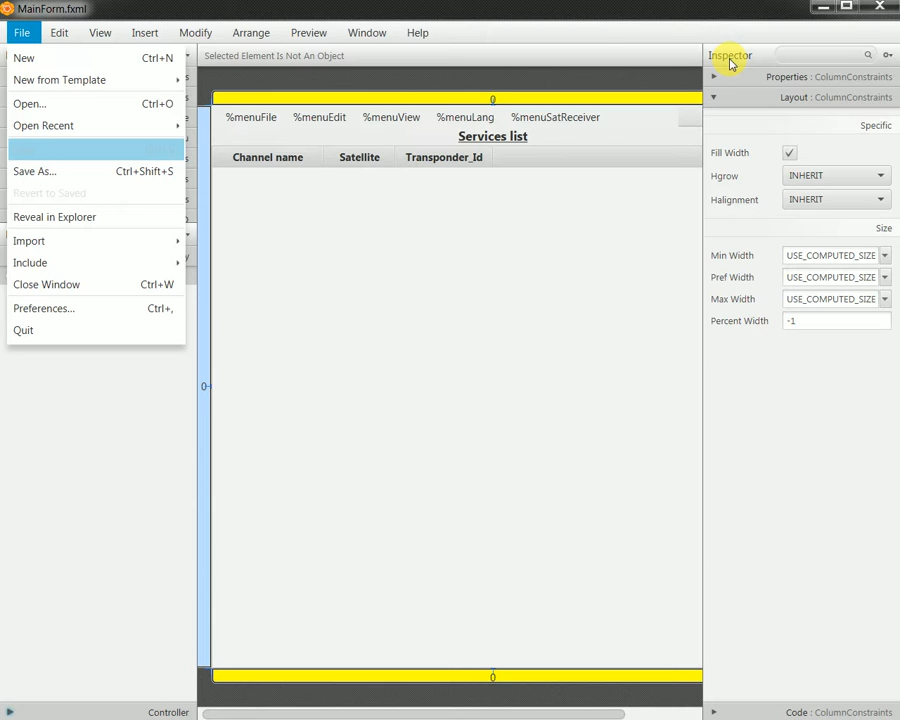 MainForm.fxml
File Edit View Insert Modify Arrange Preview Window Help
New Ctrl+N
New from Template
Open... Ctrl+O
Open Recent
Save As... Ctrl+Shift+S
Revert to Saved
Reveal in Explorer
Import
Include
Close Window Ctrl+W
Preferences... Ctrl+,
Quit
Controller
Selected Element Is Not An Object
0
%menuFile %menuEdit %menuView %menuLang %menuSatReceiver
Services list
Channel name Satellite Transponder_Id
0
0
Inspector
Properties : ColumnConstraints
Layout : ColumnConstraints
Specific
Fill Width
Hgrow INHERIT
Halignment INHERIT
Size
Min Width USE_COMPUTED_SIZE
Pref Width USE_COMPUTED_SIZE
Max Width USE_COMPUTED_SIZE
Percent Width -1
Code : ColumnConstraints